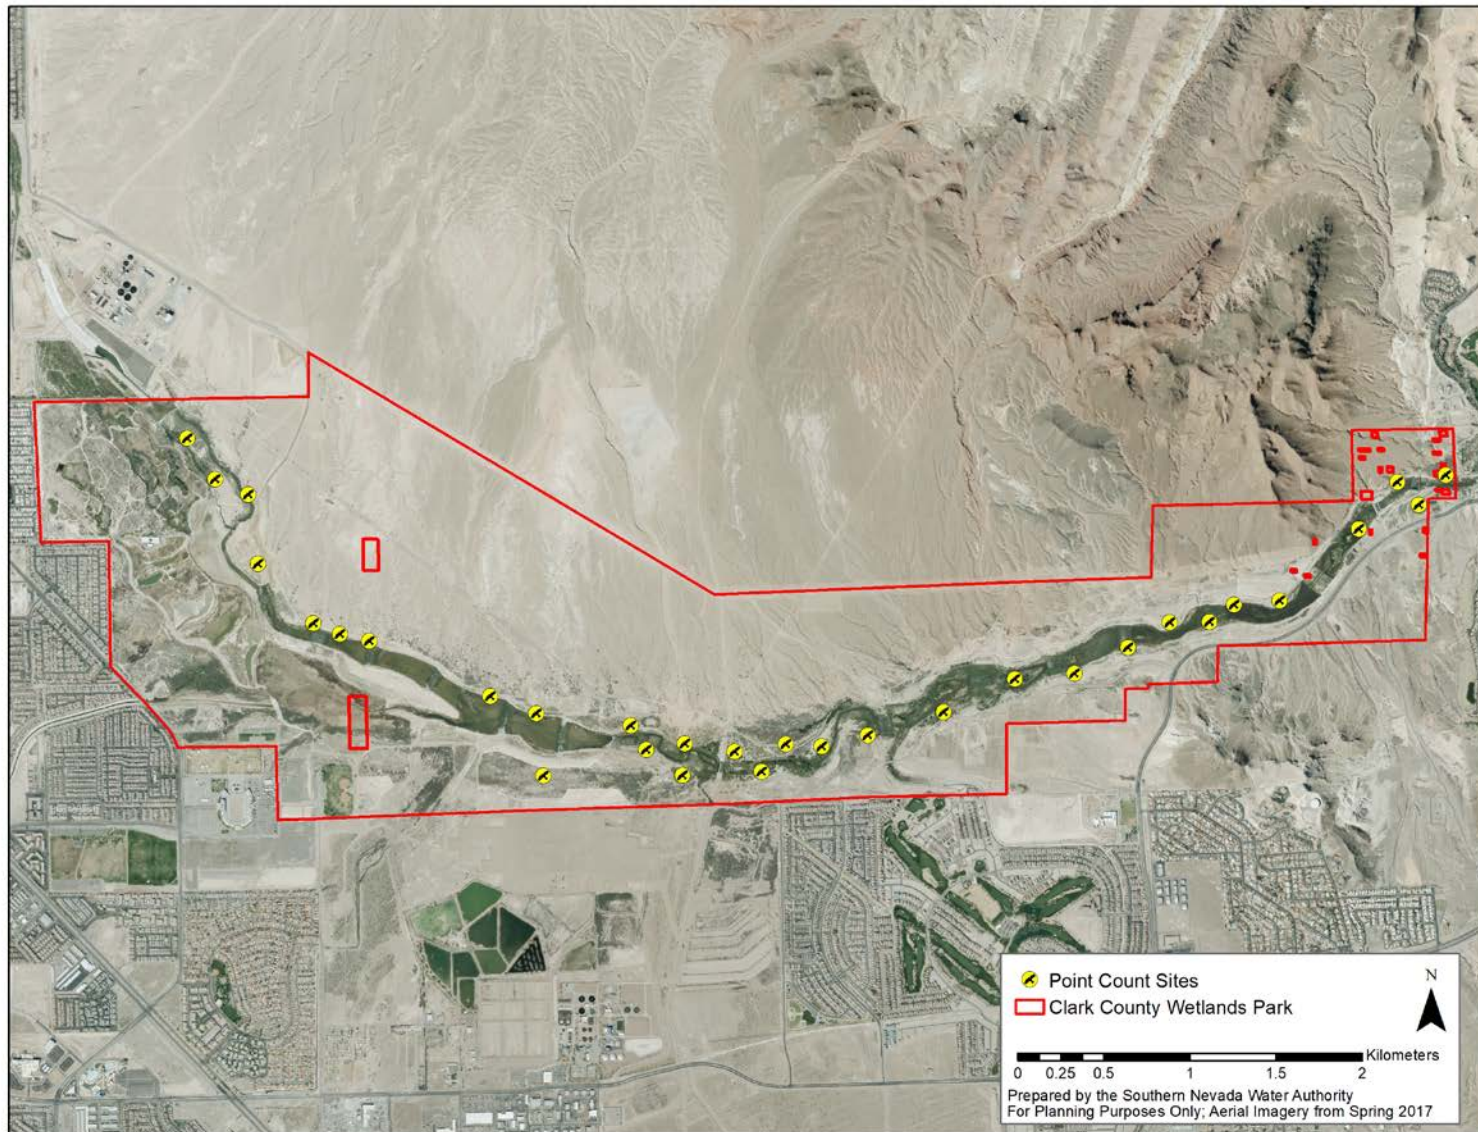 Point Count Sites
N
Clark County Wetlands Park
Kilometers
0 0.25 0.5 1 1.5 2
Prepared by the Southern Nevada Water Authority
For Planning Purposes Only; Aerial Imagery from Spring 2017